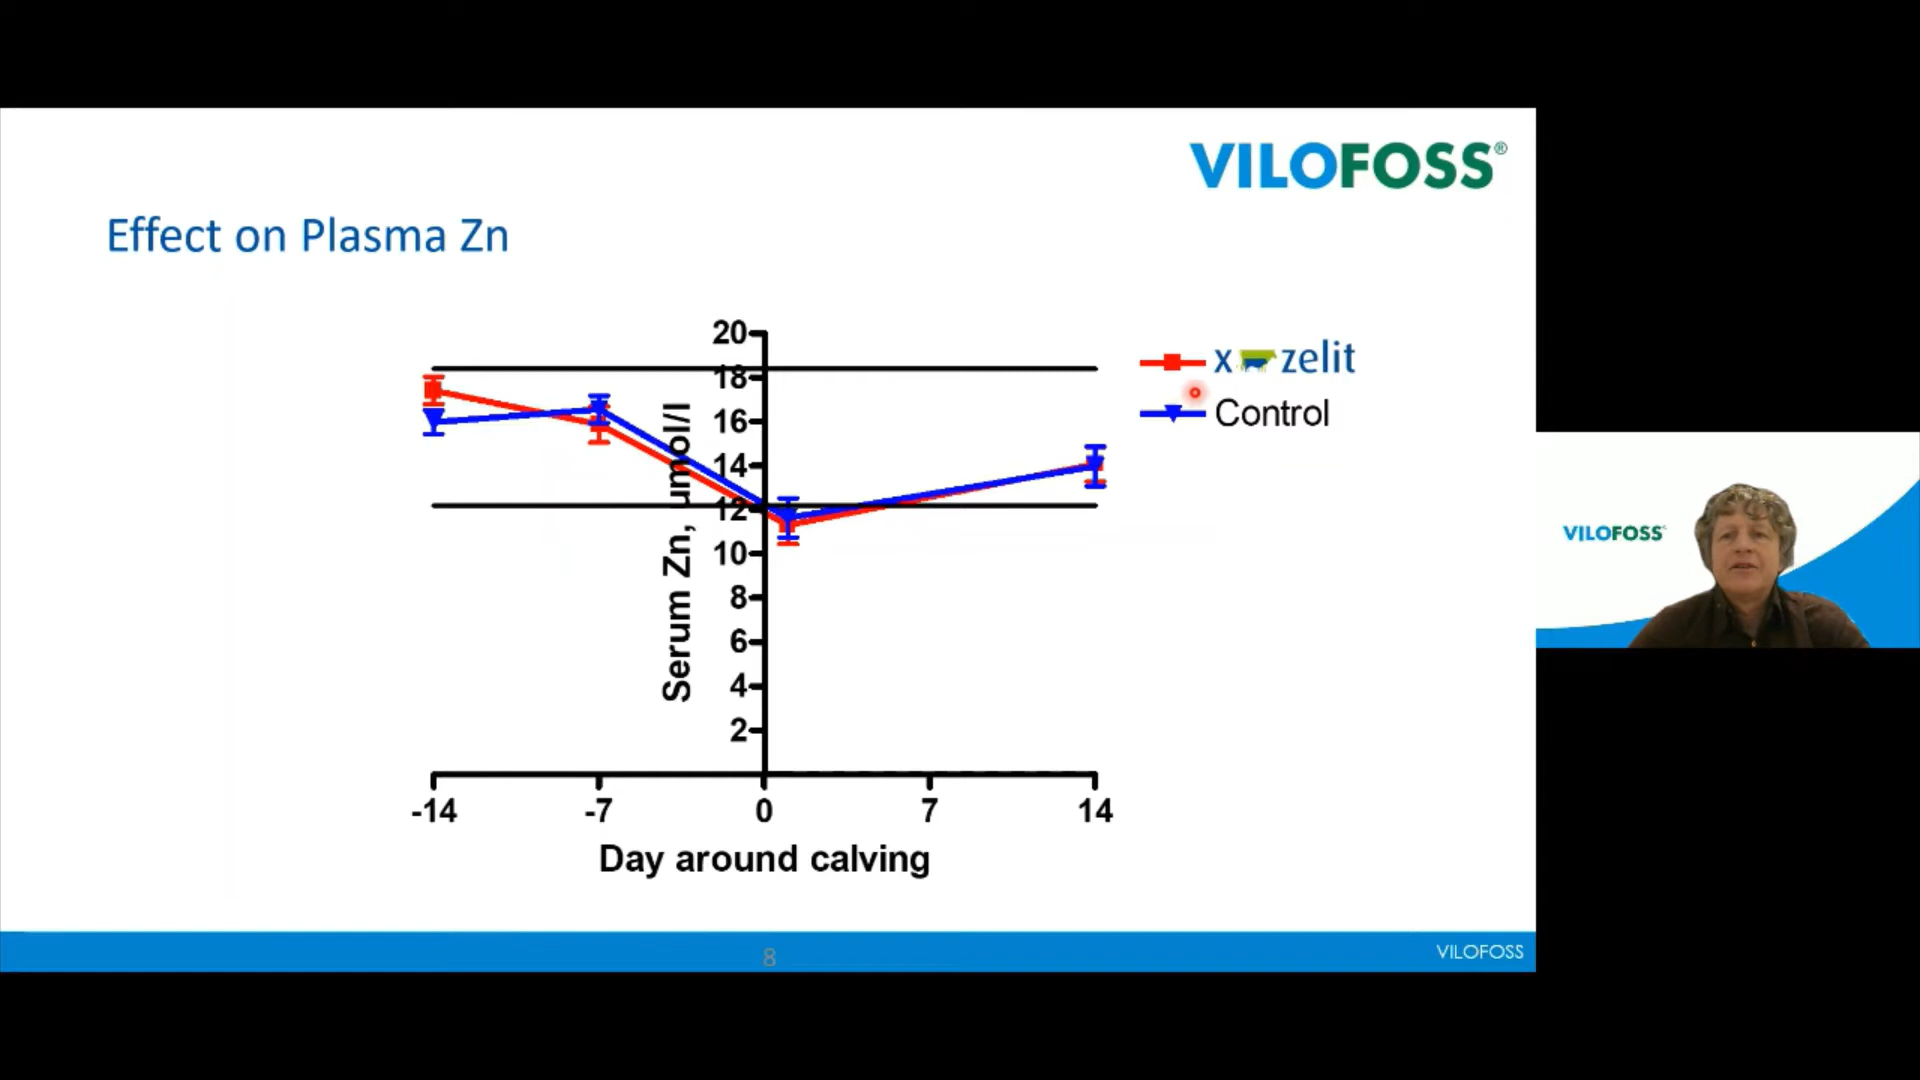 VILOFOSS®
Effect on Plasma Zn
20
18
16
14
12
10
8
6
4
2
Serum Zn, umol/l
-14 -7 0 7 14
Day around calving
x zelit
Control
VILOFOSS
8
VILOFOSS